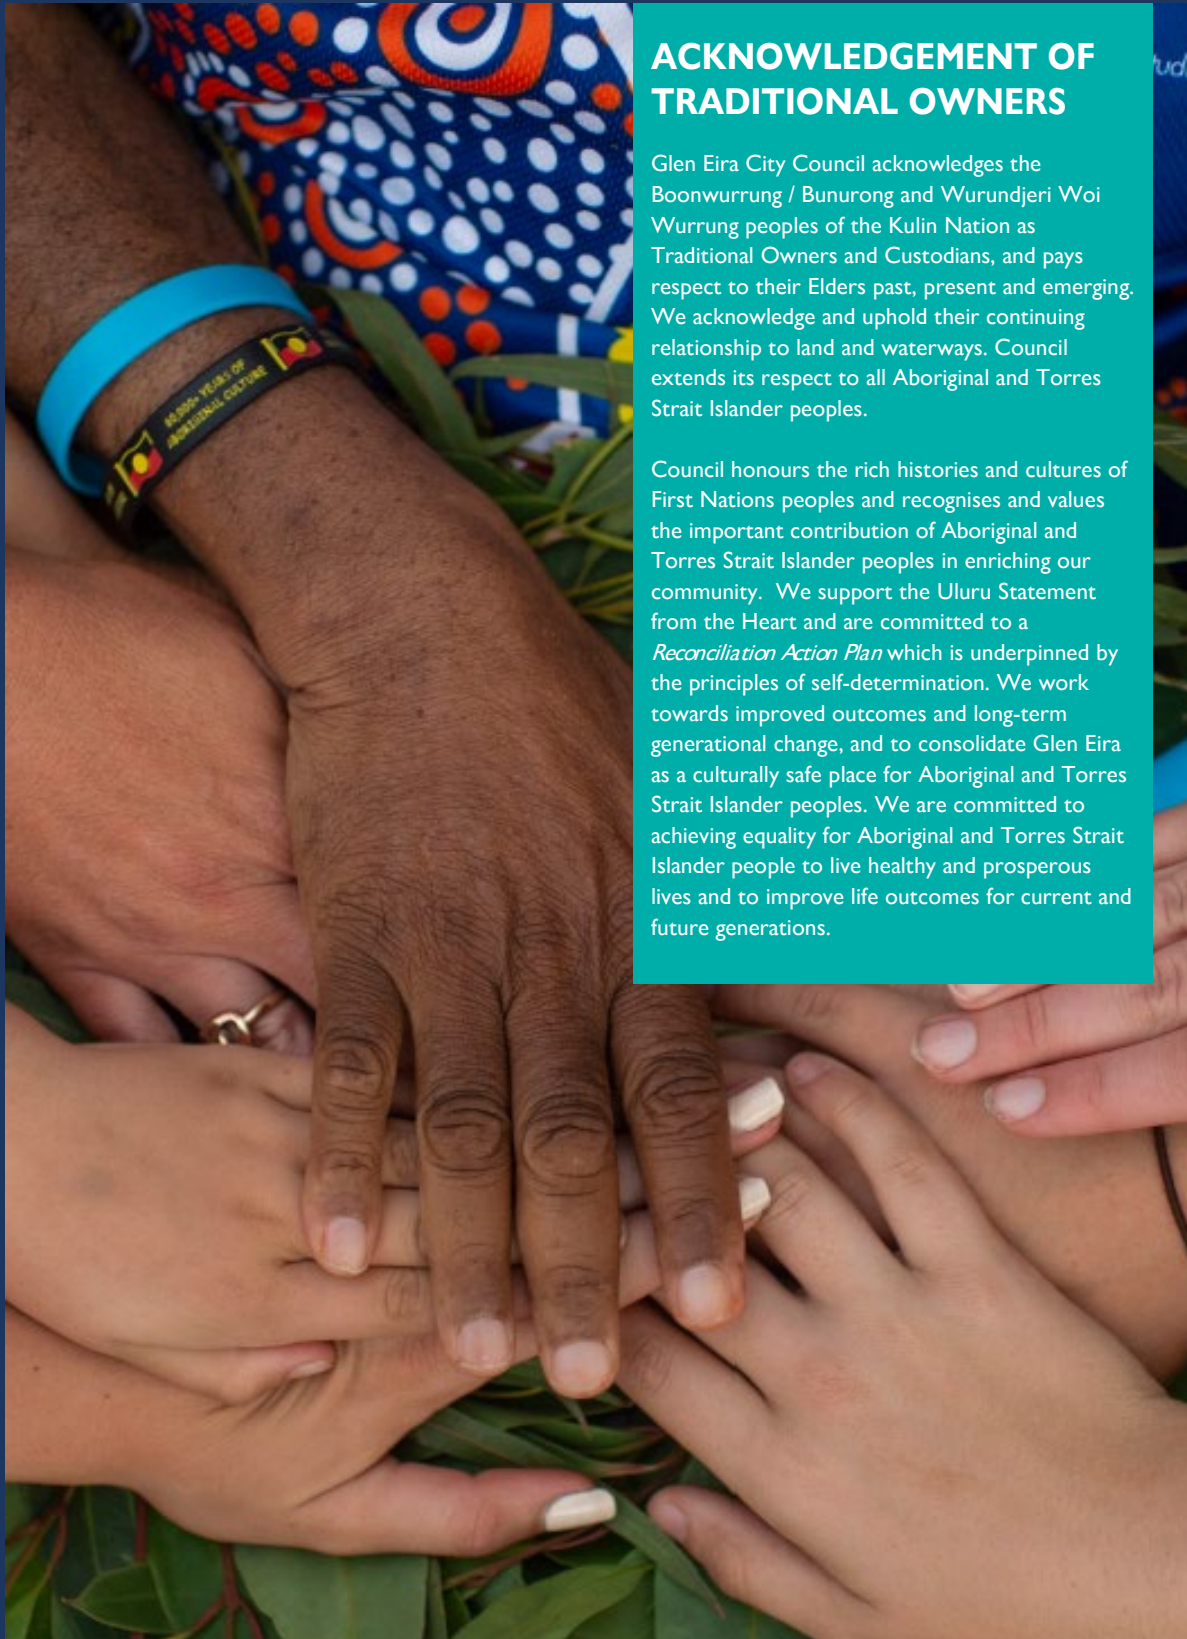 ACKNOWLEDGEMENT OF
TRADITIONAL OWNERS
Glen Eira City Council acknowledges the
Boonwurrung / Bunurong and Wurundjeri Woi
Wurrung peoples of the Kulin Nation as
Traditional Owners and Custodians, and pays
respect to their Elders past, present and emerging.
We acknowledge and uphold their continuing
relationship to land and waterways. Council
extends its respect to all Aboriginal and Torres
Strait Islander peoples.
Council honours the rich histories and cultures of
First Nations peoples and recognises and values
the important contribution of Aboriginal and
Torres Strait Islander peoples in enriching our
community.  We support the Uluru Statement
from the Heart and are committed to a
Reconciliation Action Plan which is underpinned by
the principles of self-determination. We work
towards improved outcomes and long-term
generational change, and to consolidate Glen Eira
as a culturally safe place for Aboriginal and Torres
Strait Islander peoples. We are committed to
achieving equality for Aboriginal and Torres Strait
Islander people to live healthy and prosperous
lives and to improve life outcomes for current and
future generations.
YEARS OF
ABORIGINAL CULTURE